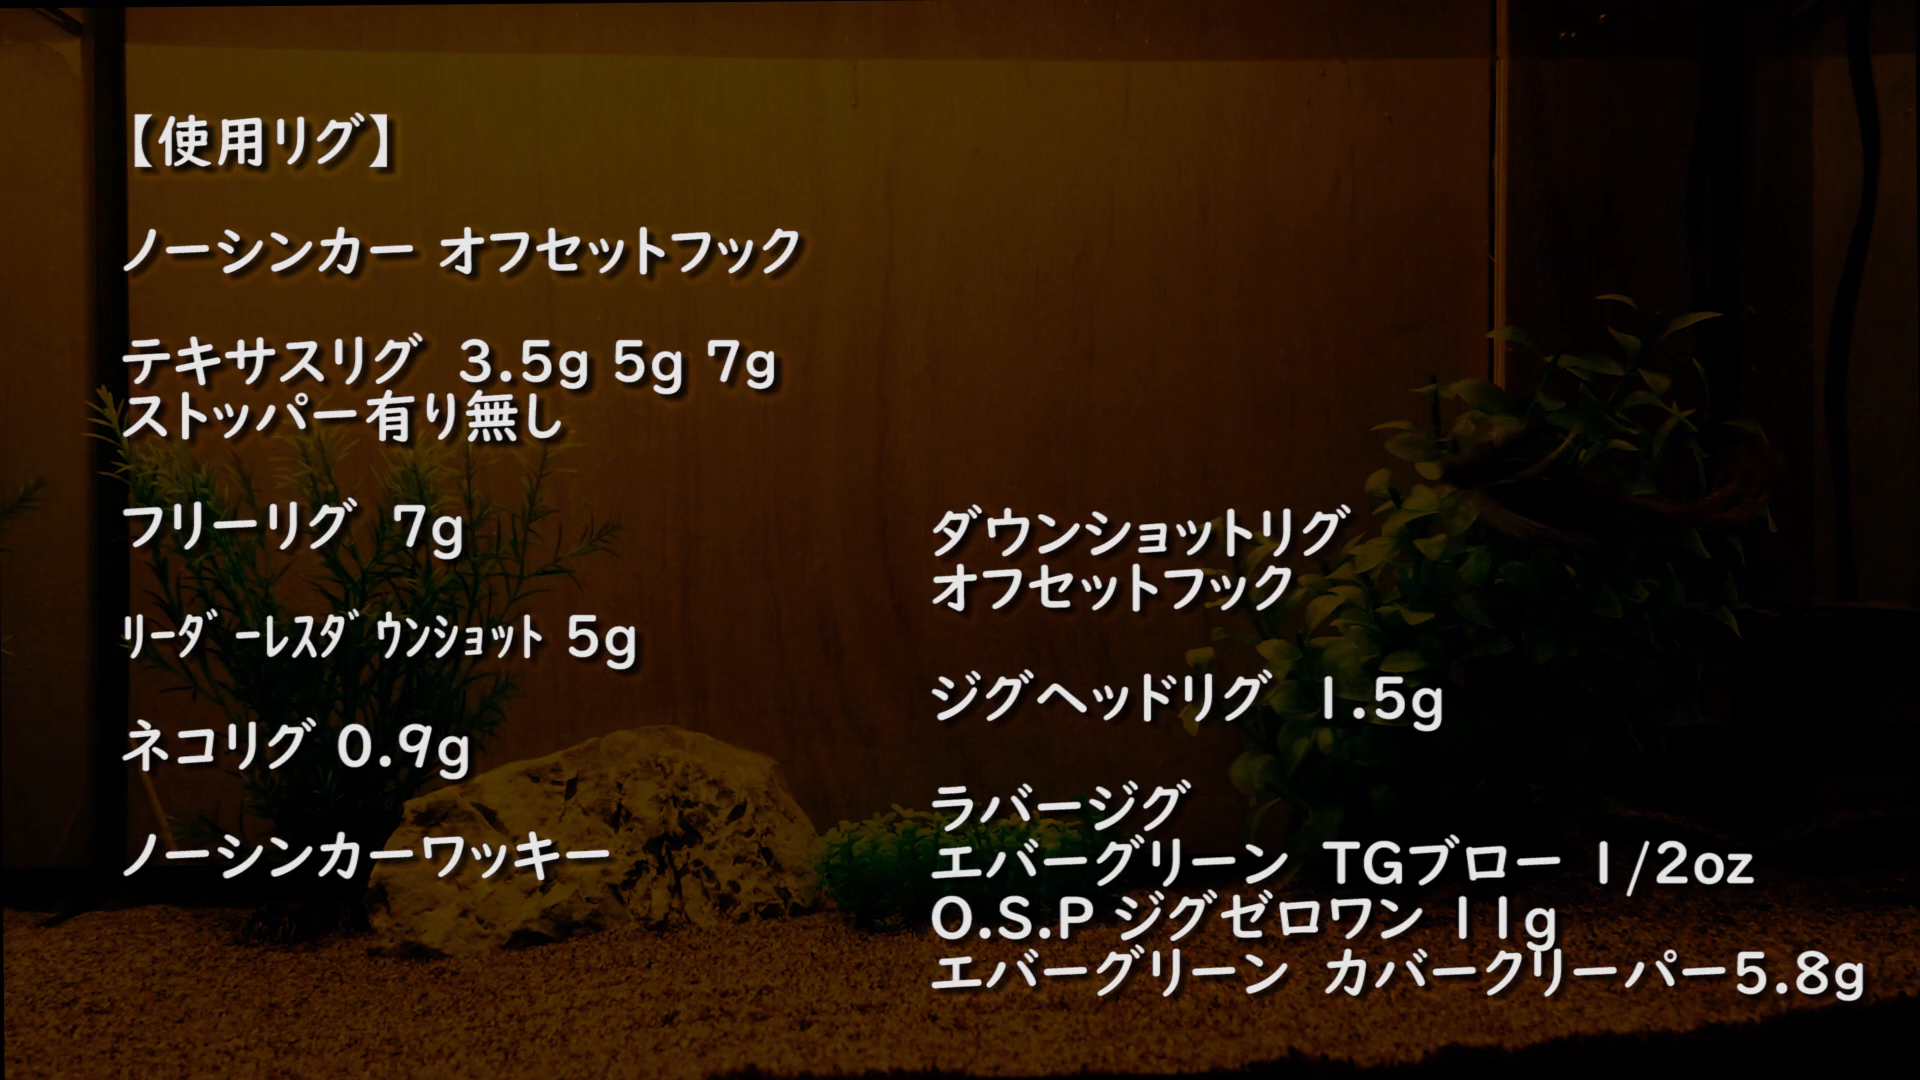 【使用リグ】
ノーシンカー オフセットフック
テキサスリグ 3.5g 5g 7g
ストッパー有り無し
フリーリグ 7g
ﾘｰﾀﾞｰﾚｽﾀﾞｳﾝｼｮｯﾄ 5g
ネコリグ 0.9g
ノーシンカーワッキー
ダウンショットリグ
オフセットフック
ジグヘッドリグ 1.5g
ラバージグ
エバーグリーン TGブロー 1/2oz
O.S.P ジグゼロワン 11g
エバーグリーン カバークリーパー5.8g